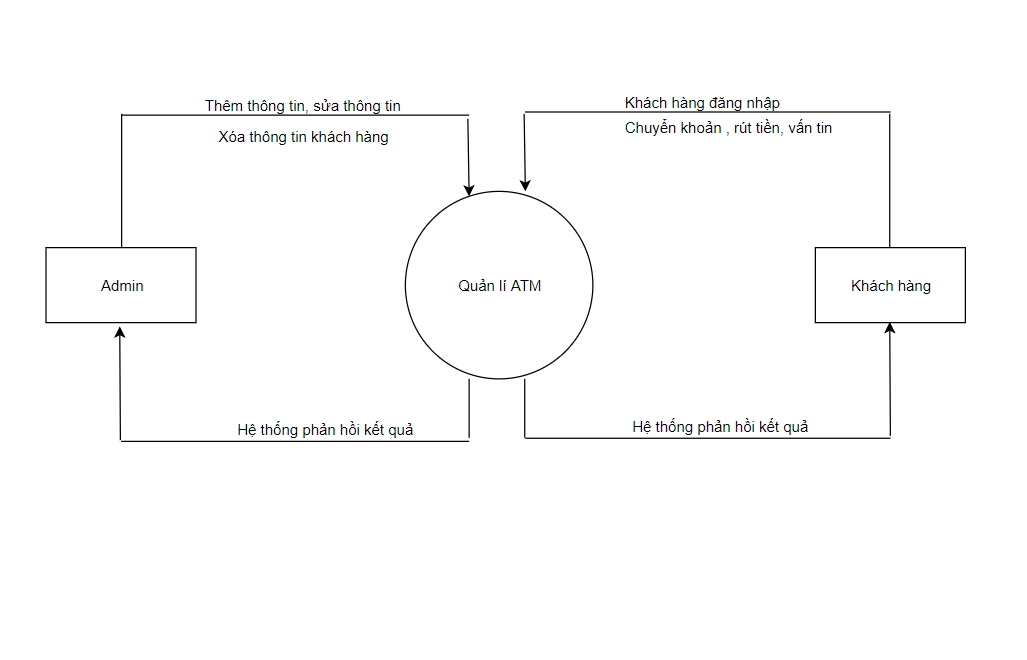 Thêm thông tin, sửa thông tin
Xóa thông tin khách hàng
Khách hàng đăng nhập
Chuyển khoản , rút tiền, vấn tin
Admin
Quản lí ATM
Khách hàng
Hệ thống phản hồi kết quả
Hệ thống phản hồi kết quả